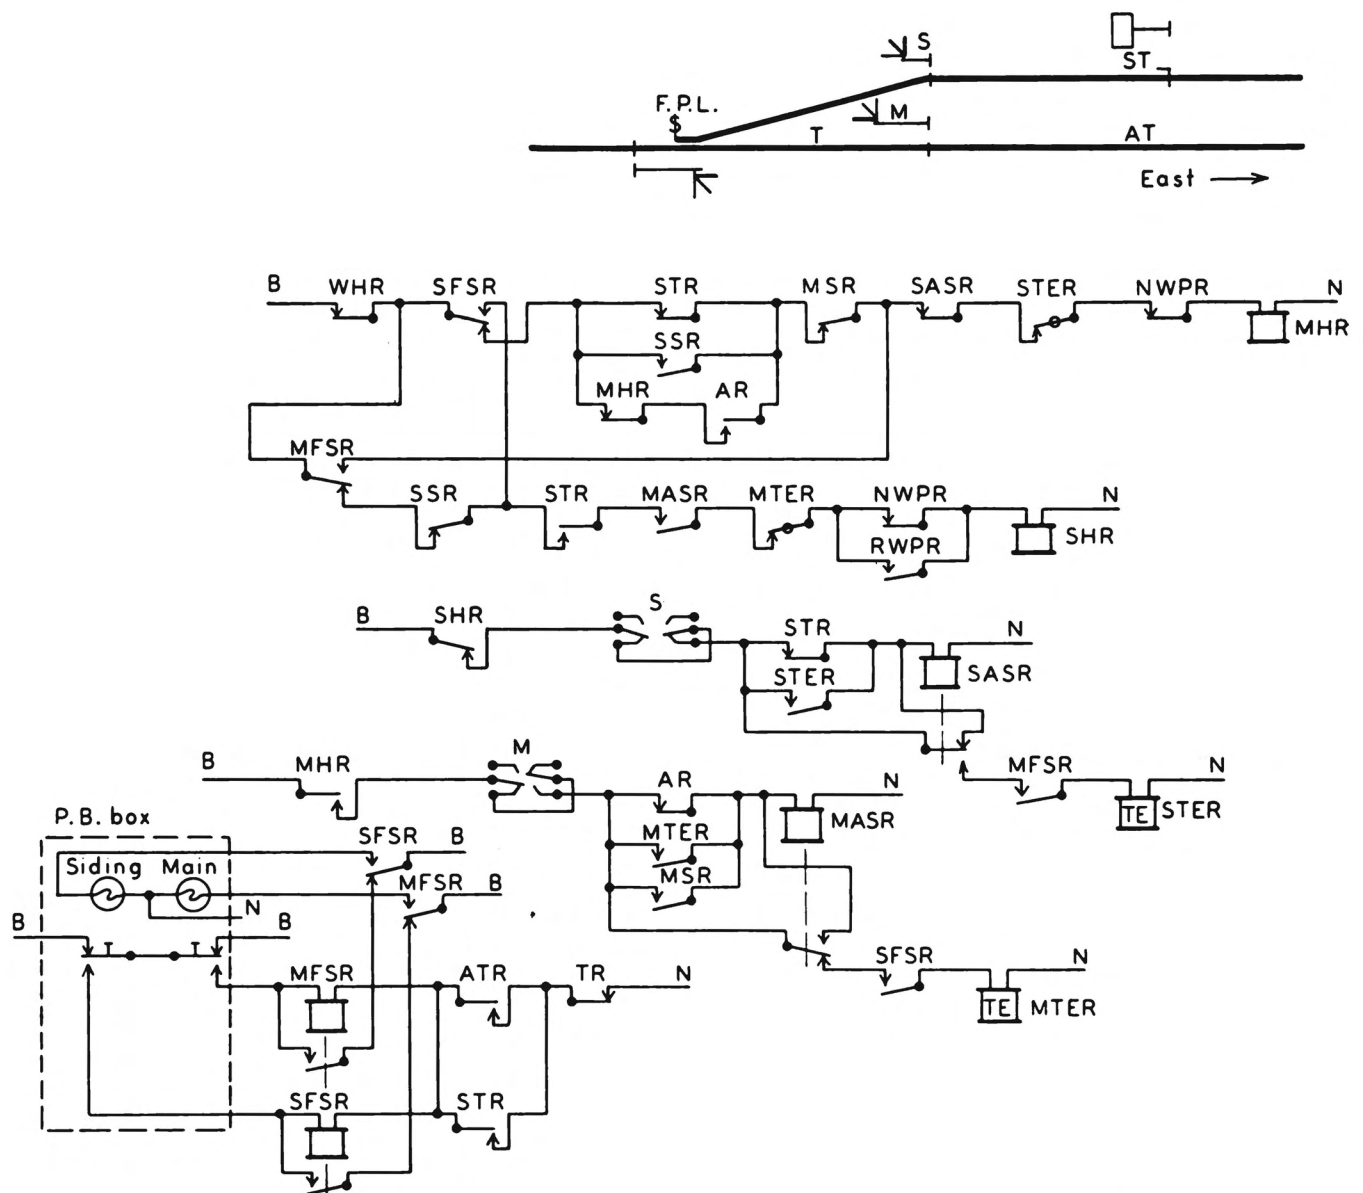 S
ST
F.P.L.
M
T
AT
East
B WHR SFSR STR MSR SASR STER NWPR N
MHR
SSR
MHR AR
MFSR
SSR STR MASR MTER NWPR N
SHR
RWPR
B SHR S STR N
SASR
STER
B MHR M AR N MFSR N
MASR TE STER
P.B. box
SFSR B MTER
Siding Main MFSR B MSR
N
B T T B SFSR N
MFSR ATR TR N
TE MTER
SFSR STR